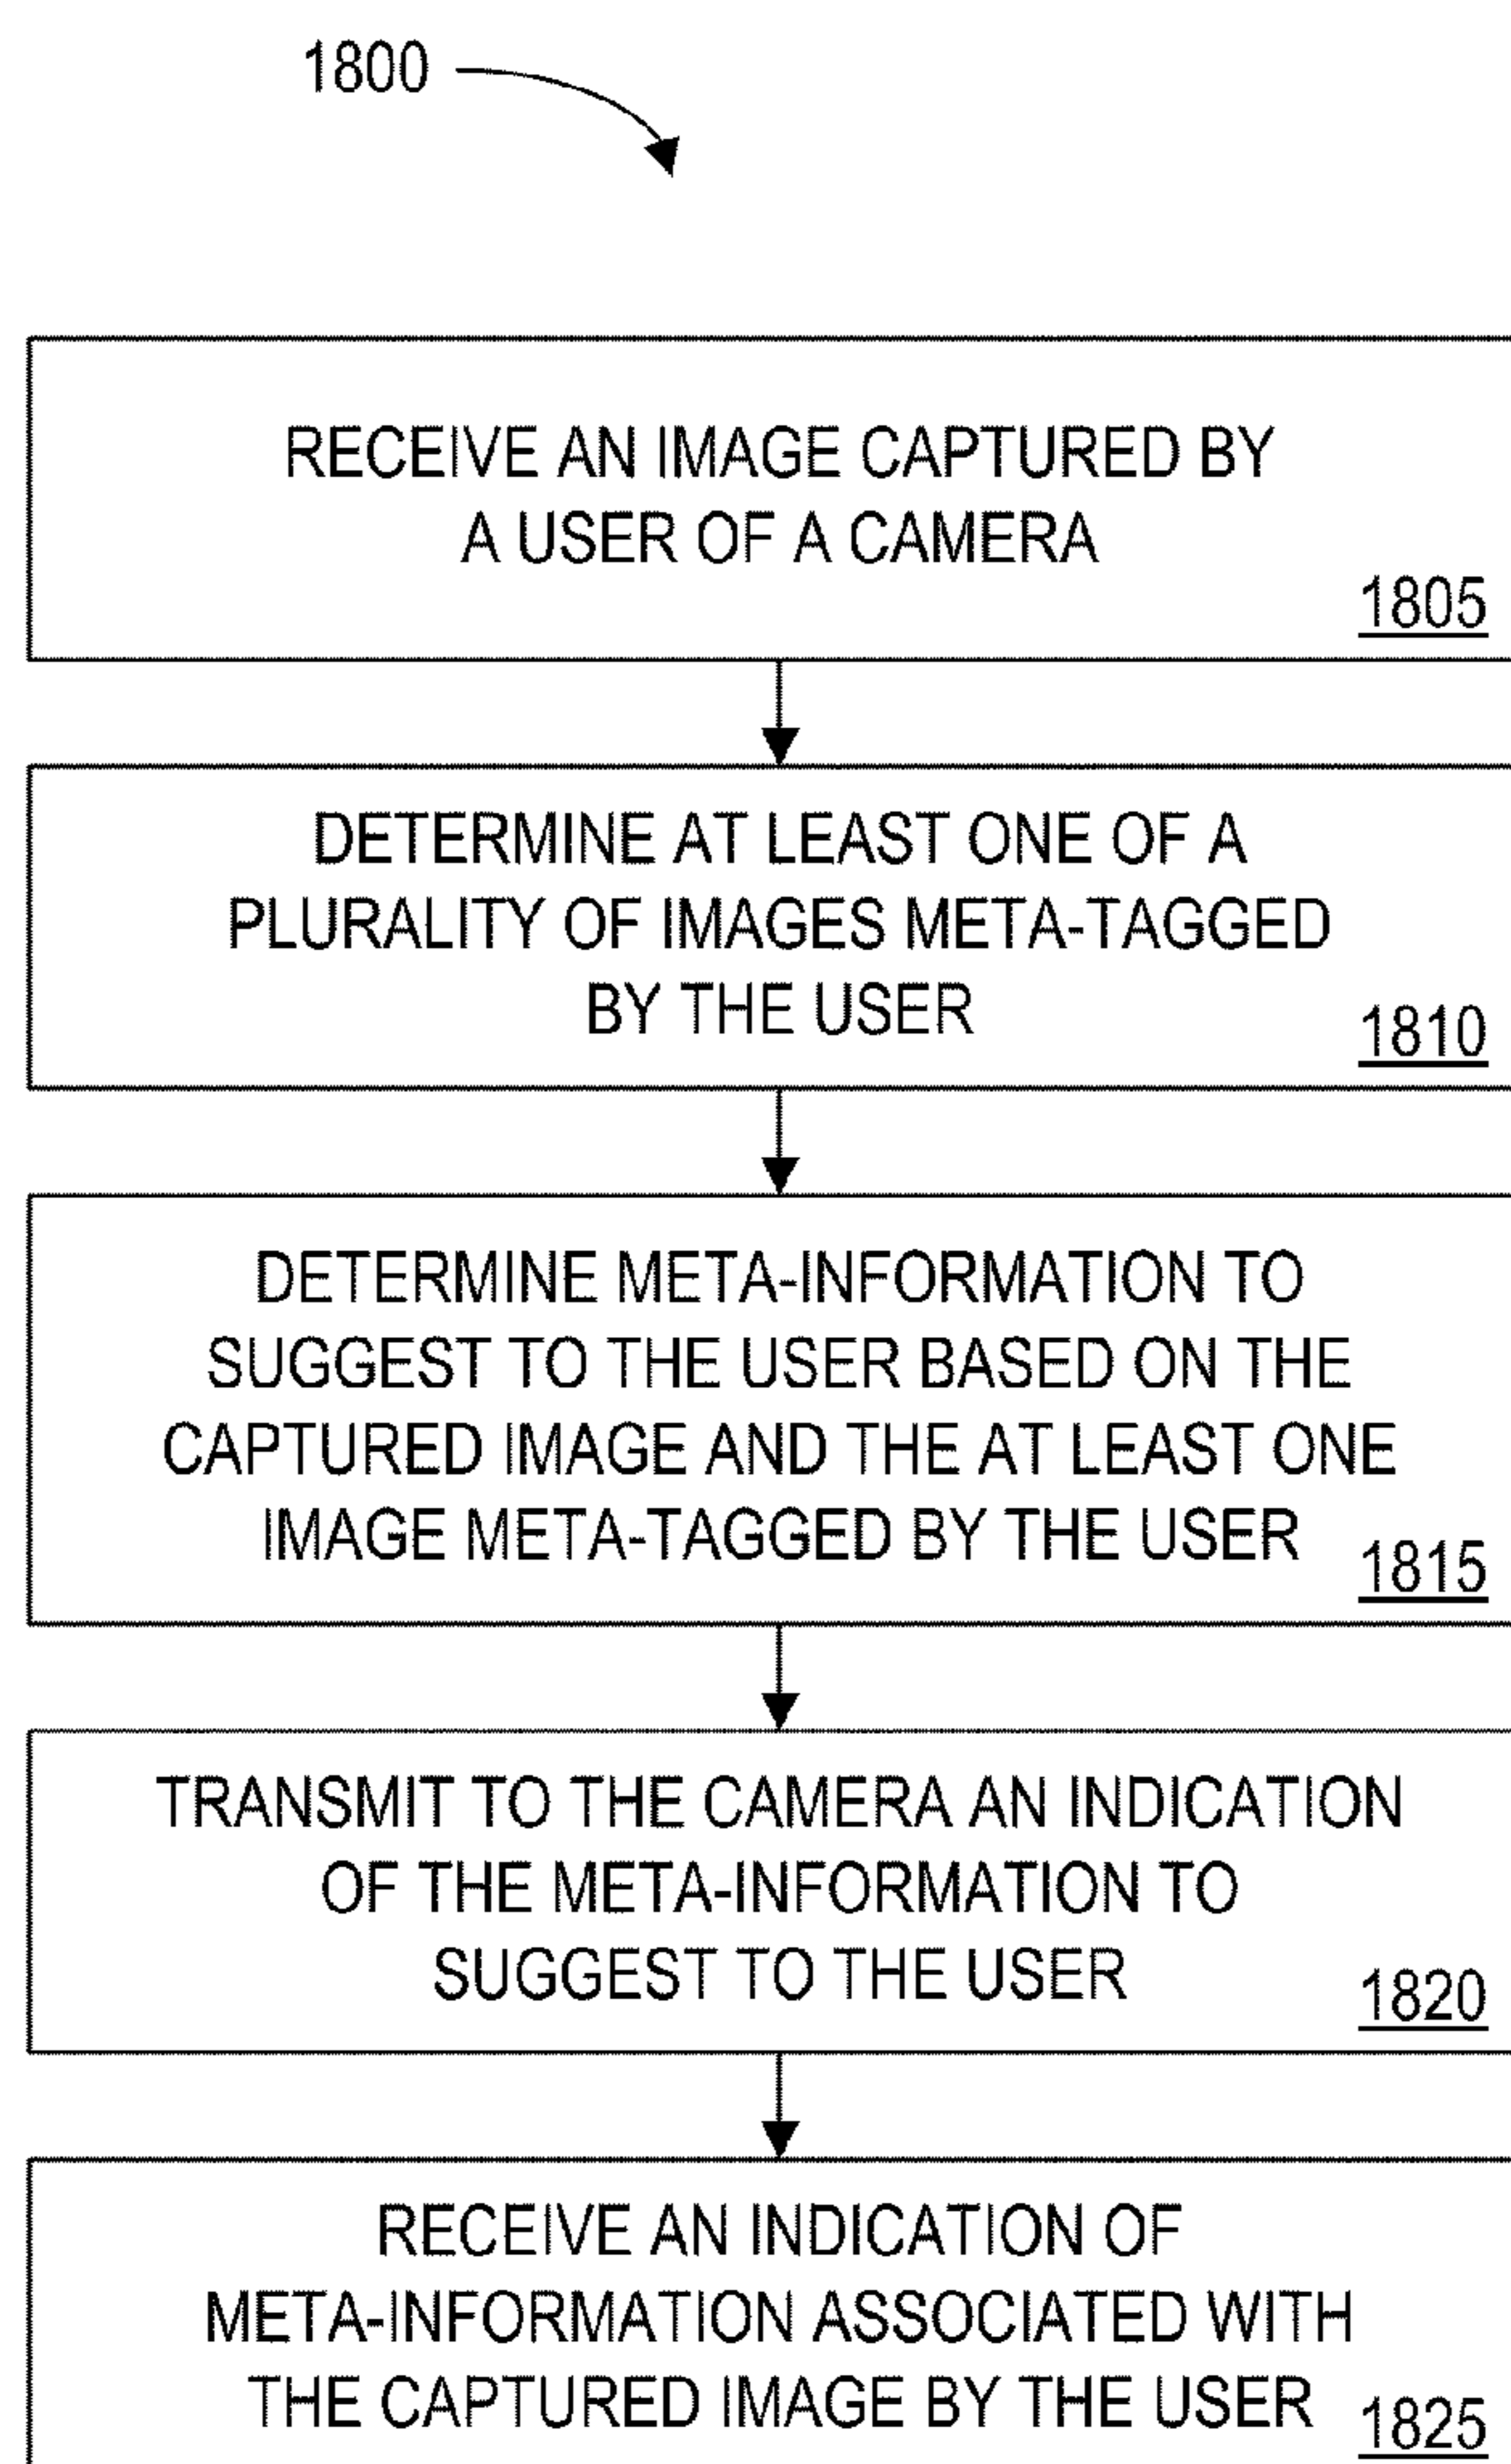 1800
RECEIVE AN IMAGE CAPTURED BY
A USER OF A CAMERA
1805
DETERMINE AT LEAST ONE OF A
PLURALITY OF IMAGES META-TAGGED
BY THE USER
1810
DETERMINE META-INFORMATION TO
SUGGEST TO THE USER BASED ON THE
CAPTURED IMAGE AND THE AT LEAST ONE
IMAGE META-TAGGED BY THE USER
1815
TRANSMIT TO THE CAMERA AN INDICATION
OF THE META-INFORMATION TO
SUGGEST TO THE USER
1820
RECEIVE AN INDICATION OF
META-INFORMATION ASSOCIATED WITH
THE CAPTURED IMAGE BY THE USER
1825